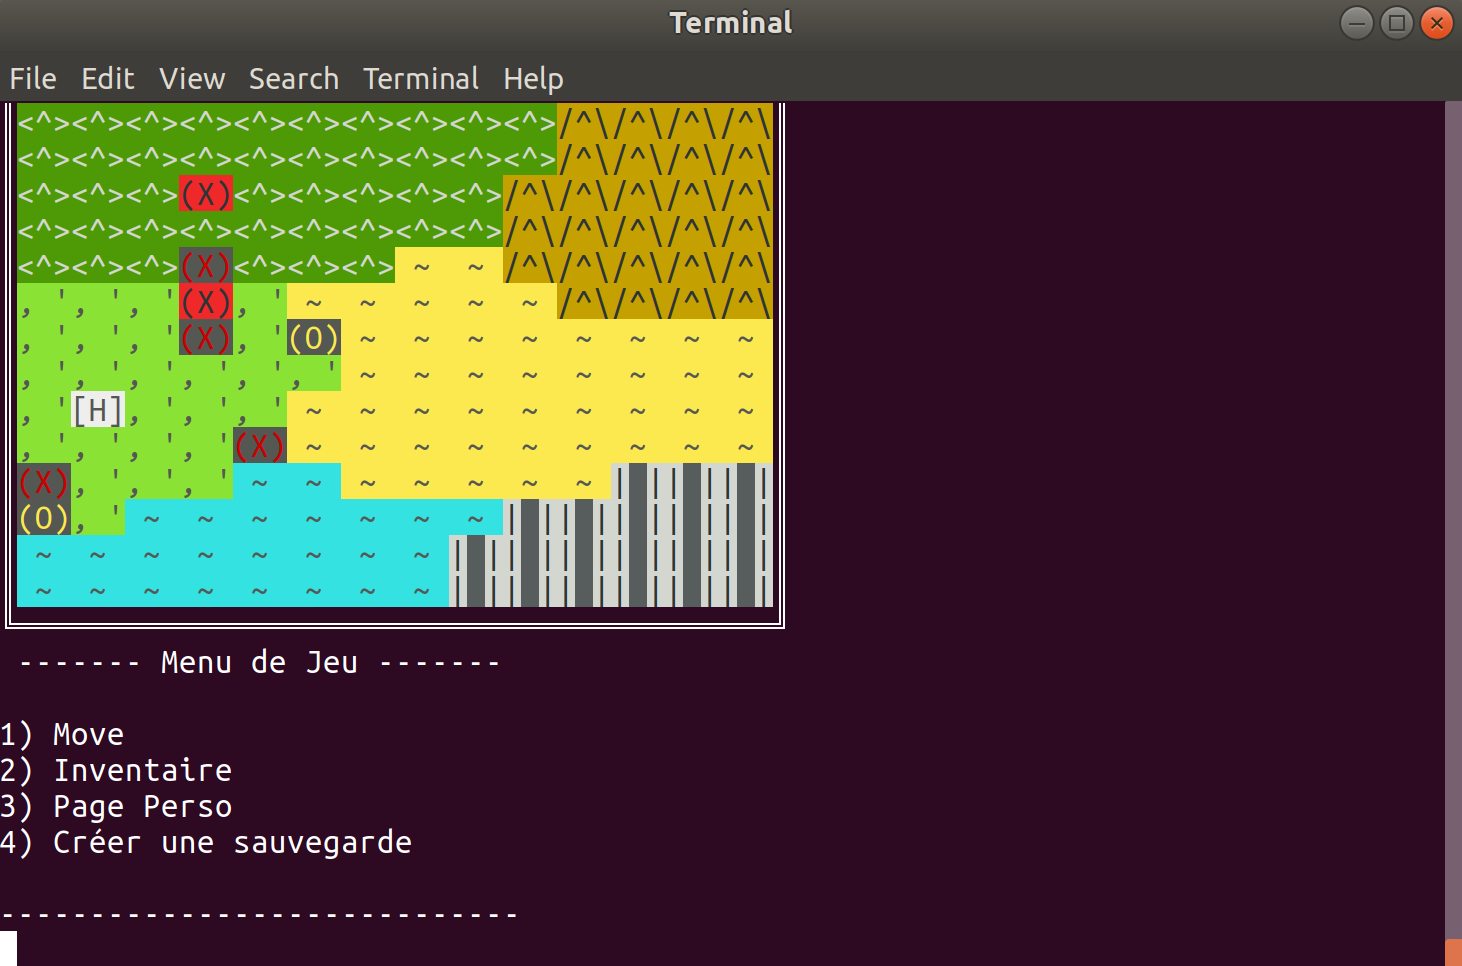 Terminal
File Edit View Search Terminal Help
<^><^><^><^><^><^><^><^><^><^>/^\/^\/^\/^\
<^><^><^><^><^><^><^><^><^><^>/^\/^\/^\/^\
<^><^><^>(X)<^><^><^><^><^>/^\/^\/^\/^\/^\
<^><^><^><^><^><^><^><^><^>/^\/^\/^\/^\/^\
<^><^><^>(X)<^><^><^> ~  ~ /^\/^\/^\/^\/^\
, ', ', '(X), ' ~  ~  ~  ~  ~ /^\/^\/^\/^\
, ', ', '(X), '(O) ~  ~  ~  ~  ~  ~  ~  ~
, ', ', ', ', ', ' ~  ~  ~  ~  ~  ~  ~  ~
, '[H], ', ', ' ~  ~  ~  ~  ~  ~  ~  ~  ~
, ', ', ', '(X) ~  ~  ~  ~  ~  ~  ~  ~  ~
(X), ', ', ' ~  ~  ~  ~  ~  ~  ~ | || || |
(O), ' ~  ~  ~  ~  ~  ~  ~ | || || || || |
 ~  ~  ~  ~  ~  ~  ~  ~ | || || || || || |
 ~  ~  ~  ~  ~  ~  ~  ~ | || || || || || |
------- Menu de Jeu -------
1) Move
2) Inventaire
3) Page Perso
4) Créer une sauvegarde
-----------------------------